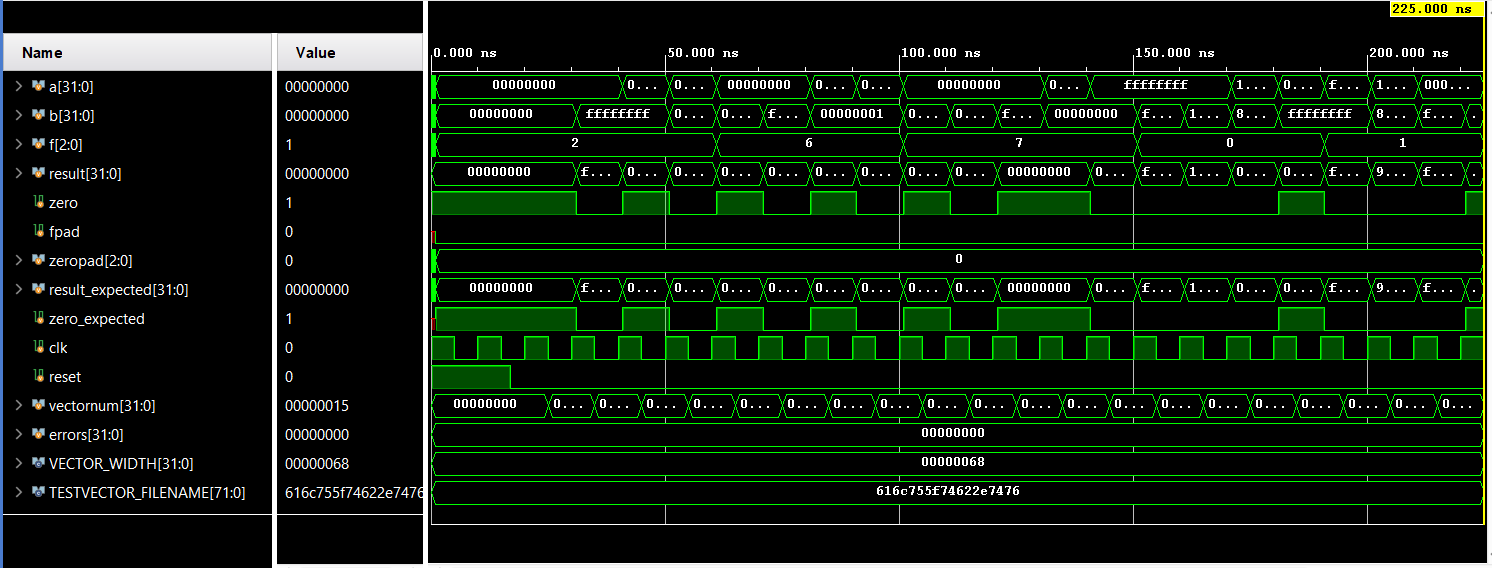 225.000 ns
Name Value 0.000 ns 50.000 ns 100.000 ns 150.000 ns 200.000 ns
a[31:0] 00000000 00000000 0... 0... 00000000 0... 0... 00000000 0... ffffffff 1... 0... f... 1... 000...
b[31:0] 00000000 00000000 ffffffff 0... 0... f... 00000001 0... 0... f... 00000000 f... 1... 8... ffffffff 8... f... .
f[2:0] 1 2 6 7 0 1
result[31:0] 00000000 00000000 f... 0... 0... 0... 0... 0... 0... 0... 0... 00000000 0... f... 1... 0... 0... f... 9... f... .
zero 1
fpad 0
zeropad[2:0] 0 0
result_expected[31:0] 00000000 00000000 f... 0... 0... 0... 0... 0... 0... 0... 0... 00000000 0... f... 1... 0... 0... f... 9... f... .
zero_expected 1
clk 0
reset 0
vectornum[31:0] 00000015 00000000 0... 0... 0... 0... 0... 0... 0... 0... 0... 0... 0... 0... 0... 0... 0... 0... 0... 0... 0... 0...
errors[31:0] 00000000 00000000
VECTOR_WIDTH[31:0] 00000068 00000068
TESTVECTOR_FILENAME[71:0] 616c755f74622e7476 616c755f74622e7476